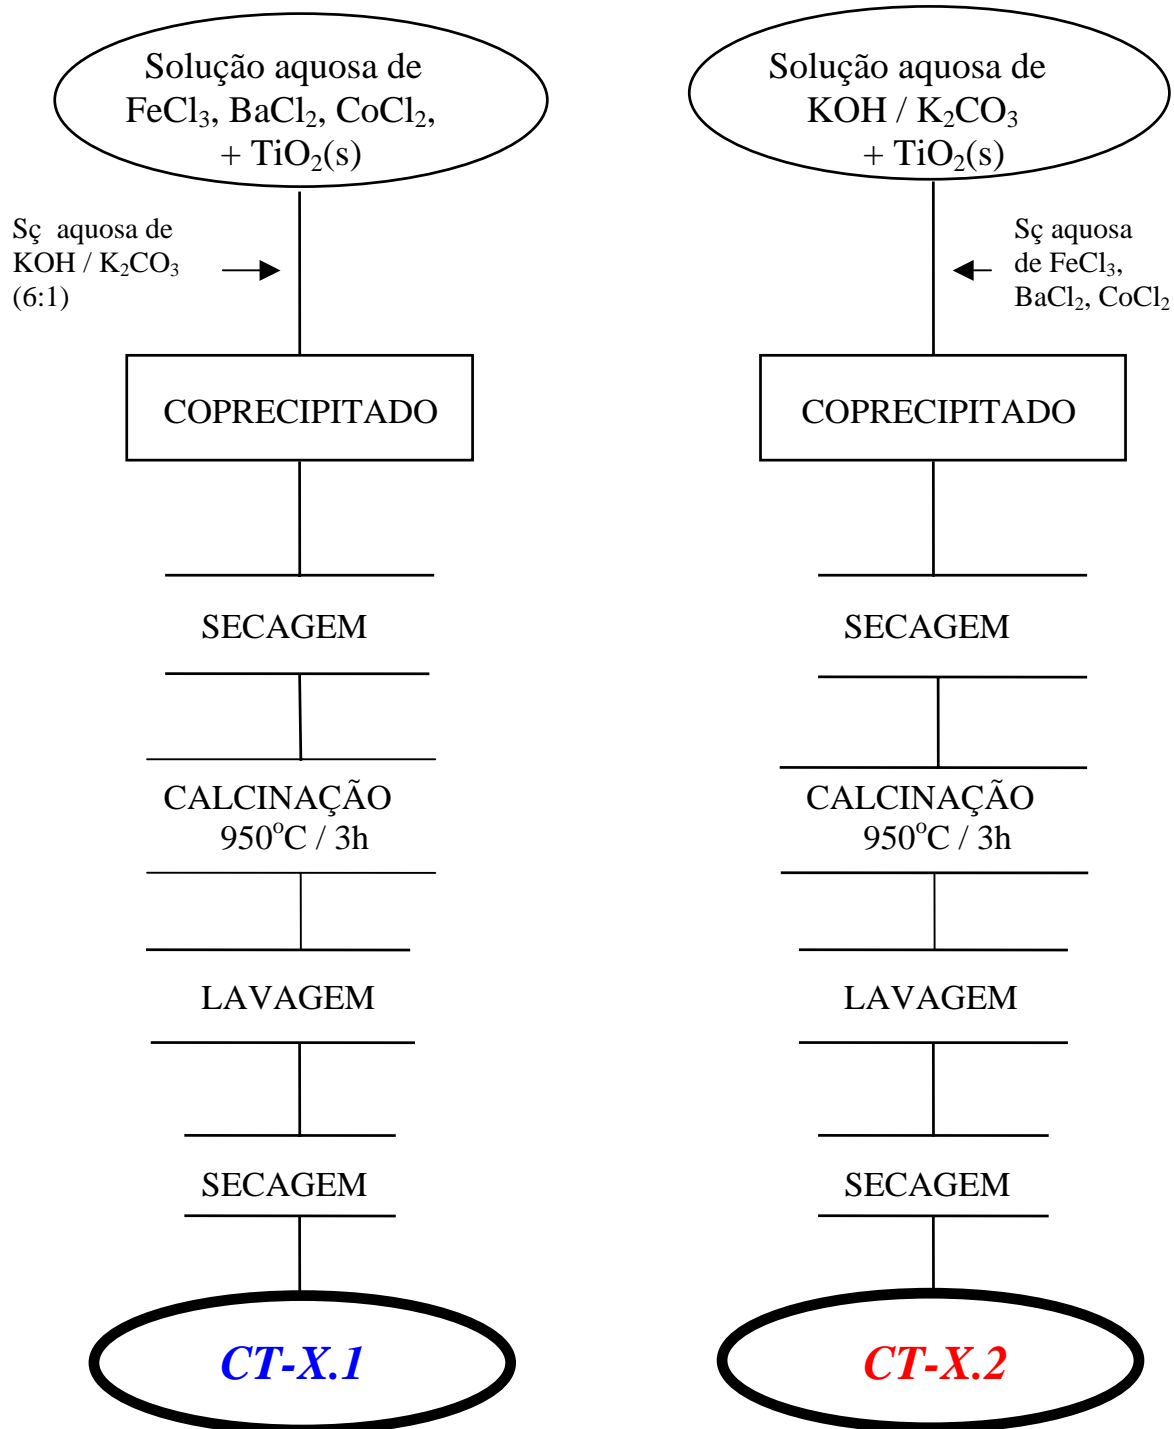 Solução aquosa de
FeCl₃, BaCl₂, CoCl₂,
+ TiO₂(s)
Sç aquosa de
KOH / K₂CO₃
(6:1)
COPRECIPITADO
SECAGEM
CALCINAÇÃO
950°C / 3h
LAVAGEM
SECAGEM
CT-X.1
Solução aquosa de
KOH / K₂CO₃
+ TiO₂(s)
Sç aquosa
de FeCl₃,
BaCl₂, CoCl₂
COPRECIPITADO
SECAGEM
CALCINAÇÃO
950°C / 3h
LAVAGEM
SECAGEM
CT-X.2